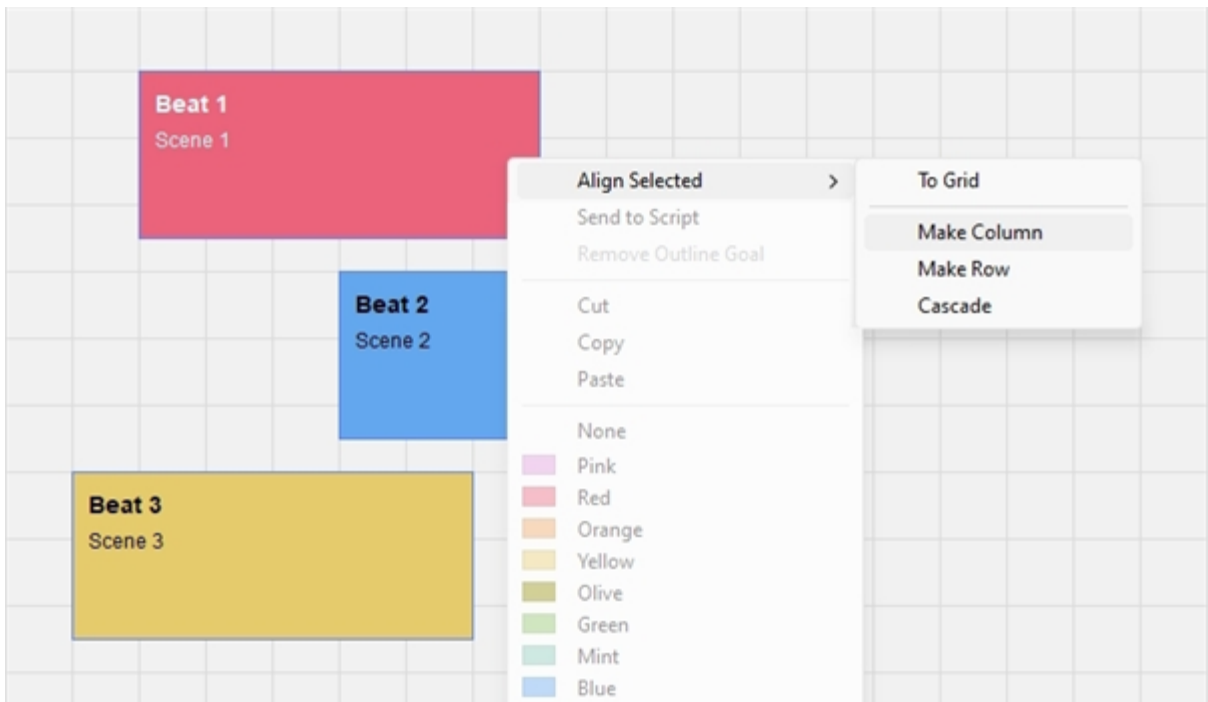 Beat 1
Scene 1
Beat 2
Scene 2
Beat 3
Scene 3
Align Selected
Send to Script
Remove Outline Goal
Cut
Copy
Paste
None
Pink
Red
Orange
Yellow
Olive
Green
Mint
Blue
To Grid
Make Column
Make Row
Cascade